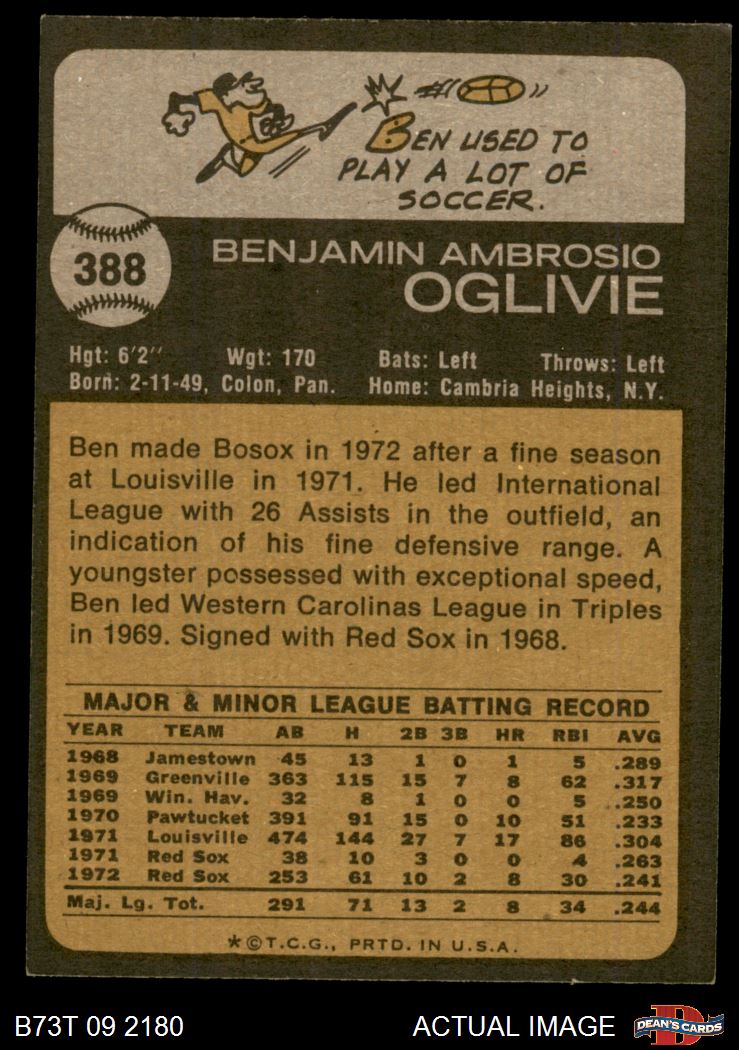 BEN USED TO
PLAY A LOT OF
SOCCER.
388
BENJAMIN AMBROSIO
OGLIVIE
Hgt: 6'2" Wgt: 170 Bats: Left Throws: Left
Born: 2-11-49, Colon, Pan. Home: Cambria Heights, N.Y.
Ben made Bosox in 1972 after a fine season
at Louisville in 1971. He led International
League with 26 Assists in the outfield, an
indication of his fine defensive range. A
youngster possessed with exceptional speed,
Ben led Western Carolinas League in Triples
in 1969. Signed with Red Sox in 1968.
MAJOR & MINOR LEAGUE BATTING RECORD
YEAR TEAM AB H 2B 3B HR RBI AVG
1968 Jamestown 45 13 1 0 1 5 .289
1969 Greenville 363 115 15 7 8 62 .317
1969 Win. Hav. 32 8 1 0 0 5 .250
1970 Pawtucket 391 91 15 0 10 51 .233
1971 Louisville 474 144 27 7 17 86 .304
1971 Red Sox 38 10 3 0 0 4 .263
1972 Red Sox 253 61 10 2 8 30 .241
Maj. Lg. Tot. 291 71 13 2 8 34 .244
*©T.C.G., PRTD. IN U.S.A.
B73T 09 2180 ACTUAL IMAGE D DEAN'S CARDS